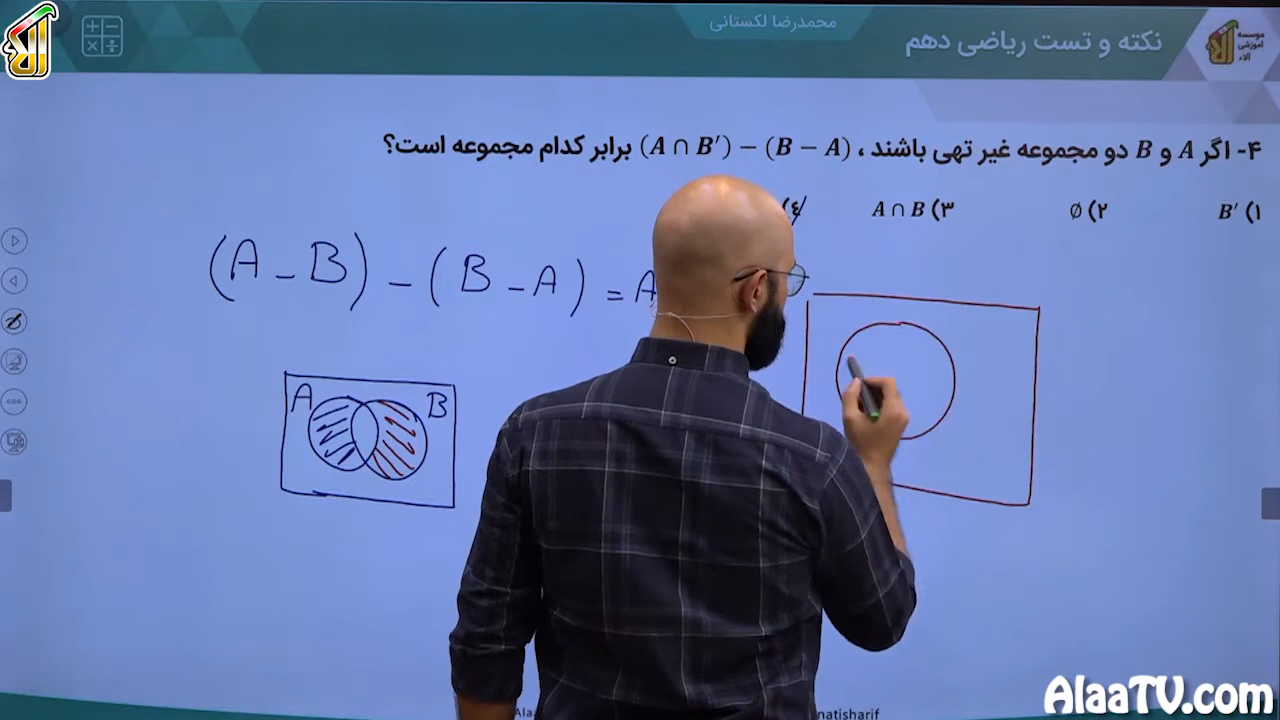 موسسه آموزشی آلاء
نکته و تست ریاضی دهم
محمدرضا لکستانی
۴- اگر A و B دو مجموعه غیر تهی باشند ، (A ∩ B′) − (B − A) برابر کدام مجموعه است؟
۱) B′ ۲) ∅ ۳) A ∩ B ۴)
(A - B) - (B - A) = A
A B
AlaaTV.com